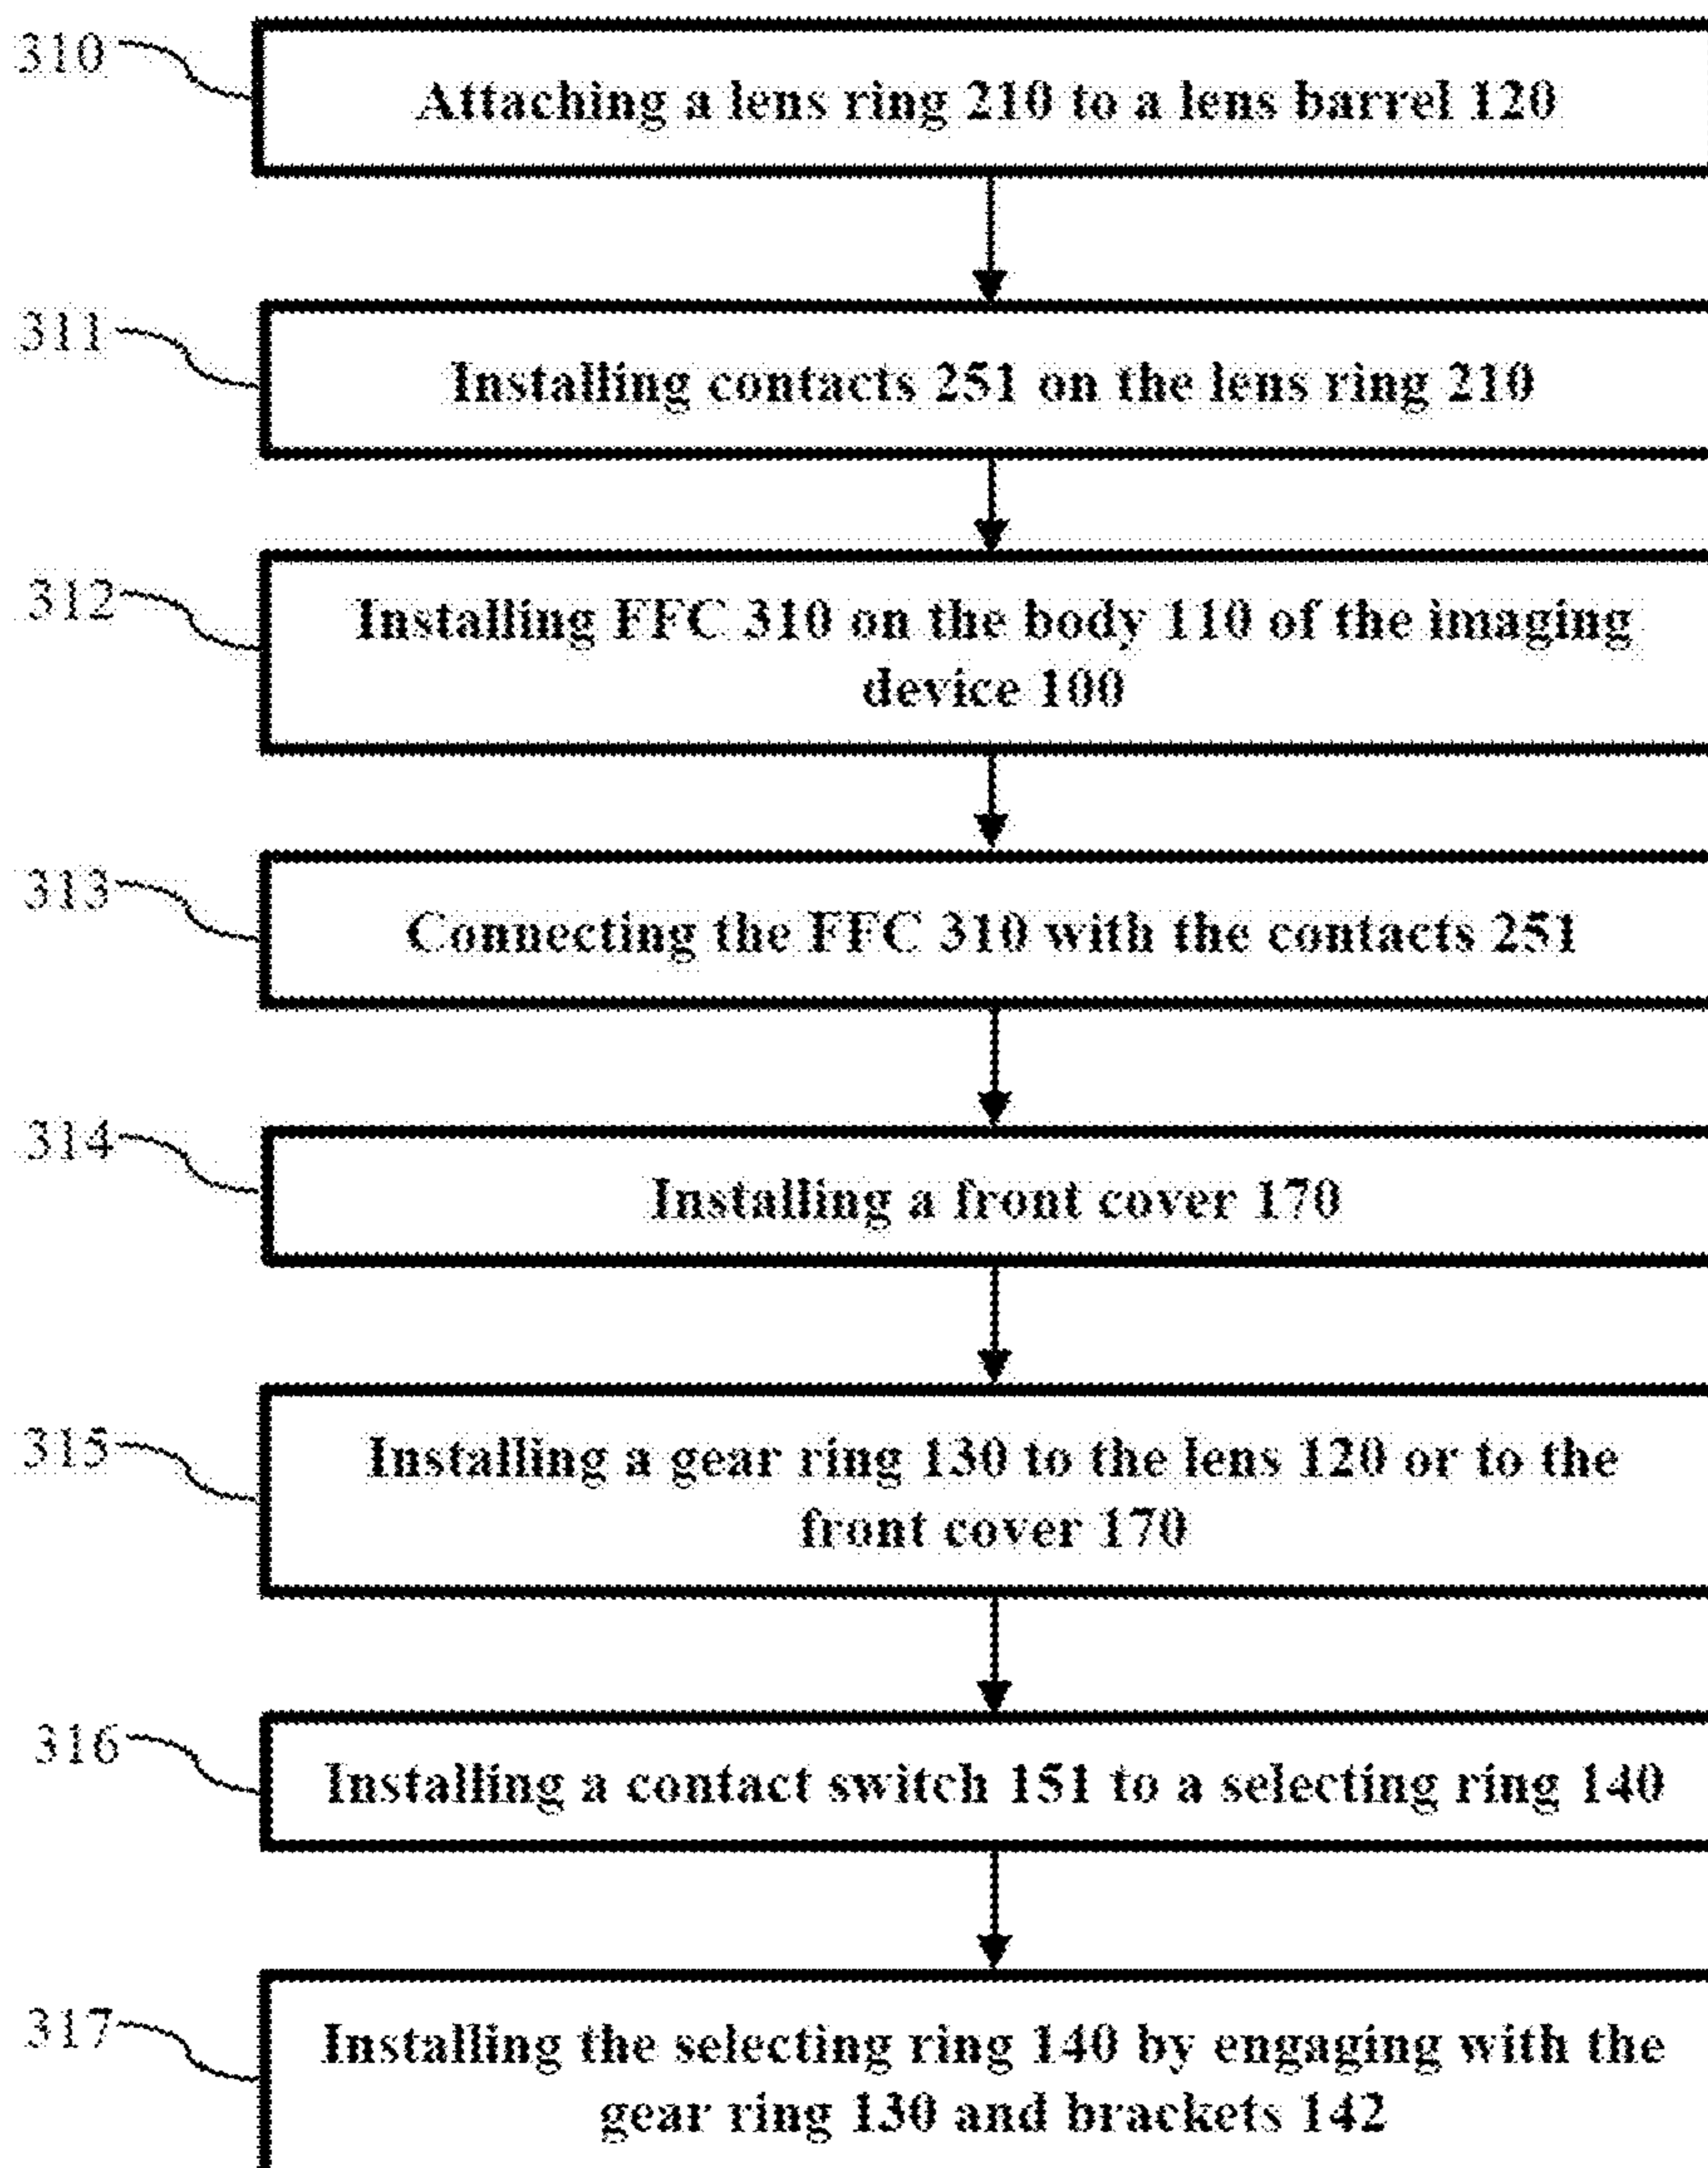 310
Attaching a lens ring 210 to a lens barrel 120
311
Installing contacts 251 on the lens ring 210
312
Installing FFC 310 on the body 110 of the imaging
device 100
313
Connecting the FFC 310 with the contacts 251
314
Installing a front cover 170
315
Installing a gear ring 130 to the lens 120 or to the
front cover 170
316
Installing a contact switch 151 to a selecting ring 140
317
Installing the selecting ring 140 by engaging with the
gear ring 130 and brackets 142